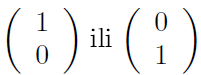 ( 1 ) ili ( 0 )
( 0 ) ( 1 )